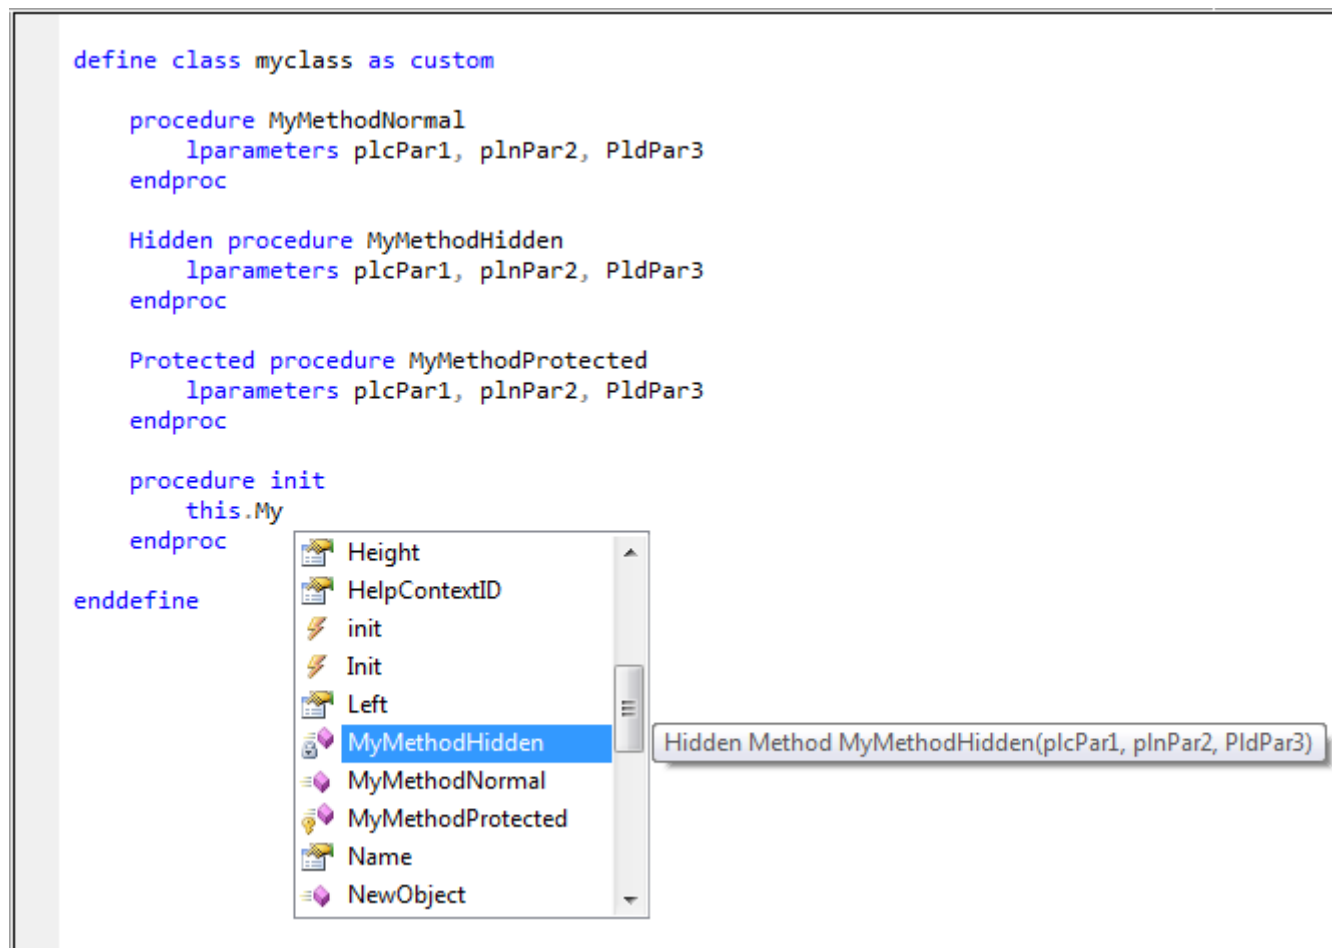 define class myclass as custom
procedure MyMethodNormal
lparameters plcPar1, plnPar2, PldPar3
endproc
Hidden procedure MyMethodHidden
lparameters plcPar1, plnPar2, PldPar3
endproc
Protected procedure MyMethodProtected
lparameters plcPar1, plnPar2, PldPar3
endproc
procedure init
this.My
endproc
enddefine
Height
HelpContextID
init
Init
Left
MyMethodHidden
Hidden Method MyMethodHidden(plcPar1, plnPar2, PldPar3)
MyMethodNormal
MyMethodProtected
Name
NewObject